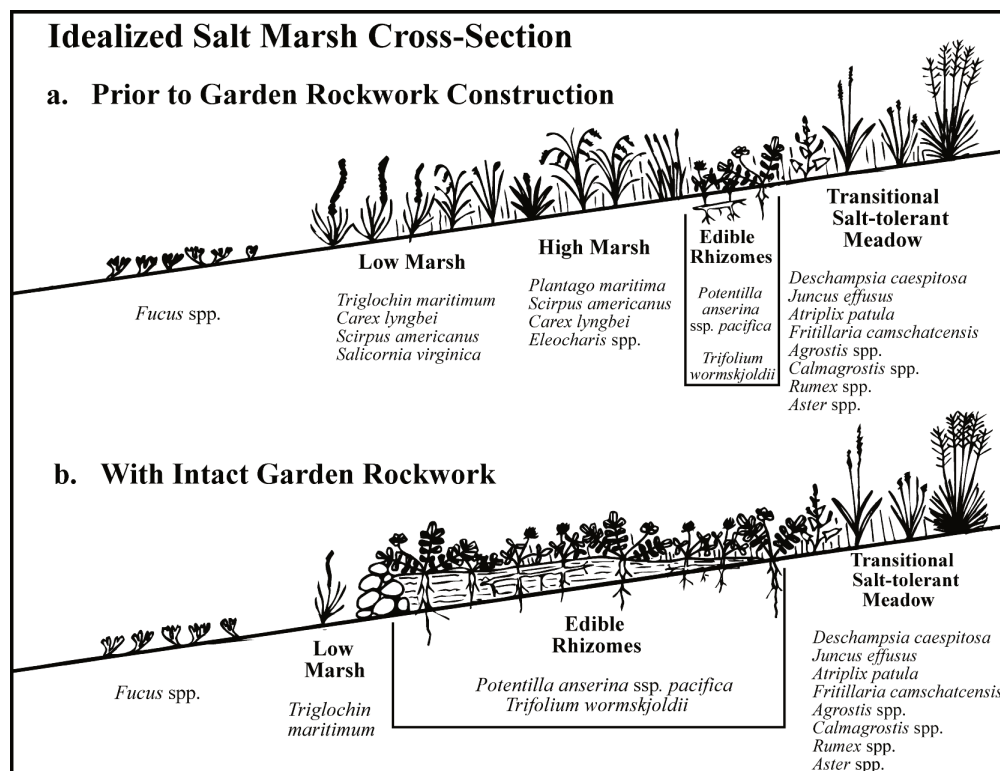 Idealized Salt Marsh Cross-Section
a. Prior to Garden Rockwork Construction
Fucus spp.
Low Marsh
Triglochin maritimum
Carex lyngbei
Scirpus americanus
Salicornia virginica
High Marsh
Plantago maritima
Scirpus americanus
Carex lyngbei
Eleocharis spp.
Edible
Rhizomes
Potentilla
anserina
ssp. pacifica
Trifolium
wormskjoldii
Transitional
Salt-tolerant
Meadow
Deschampsia caespitosa
Juncus effusus
Atriplix patula
Fritillaria camschatcensis
Agrostis spp.
Calmagrostis spp.
Rumex spp.
Aster spp.
b. With Intact Garden Rockwork
Fucus spp.
Low
Marsh
Triglochin
maritimum
Edible
Rhizomes
Potentilla anserina ssp. pacifica
Trifolium wormskjoldii
Transitional
Salt-tolerant
Meadow
Deschampsia caespitosa
Juncus effusus
Atriplix patula
Fritillaria camschatcensis
Agrostis spp.
Calmagrostis spp.
Rumex spp.
Aster spp.